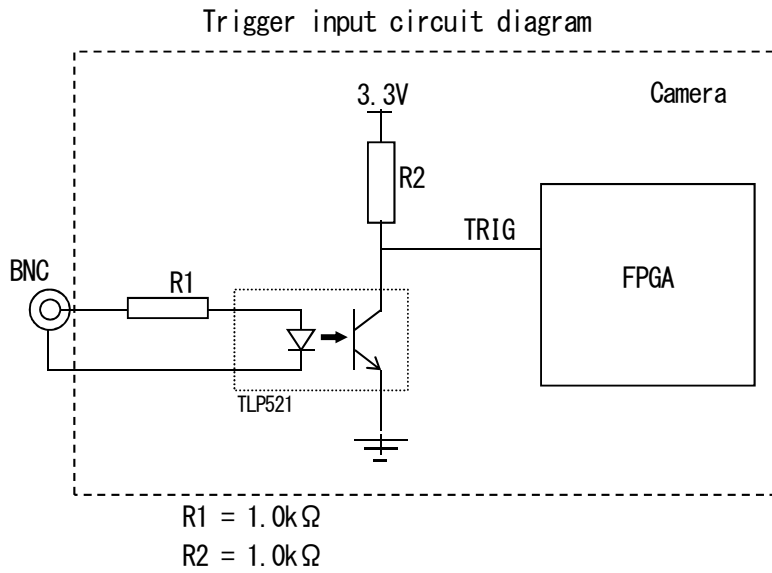 Trigger input circuit diagram
3.3V
Camera
R2
TRIG
BNC
R1
FPGA
TLP521
R1 = 1.0kΩ
R2 = 1.0kΩ